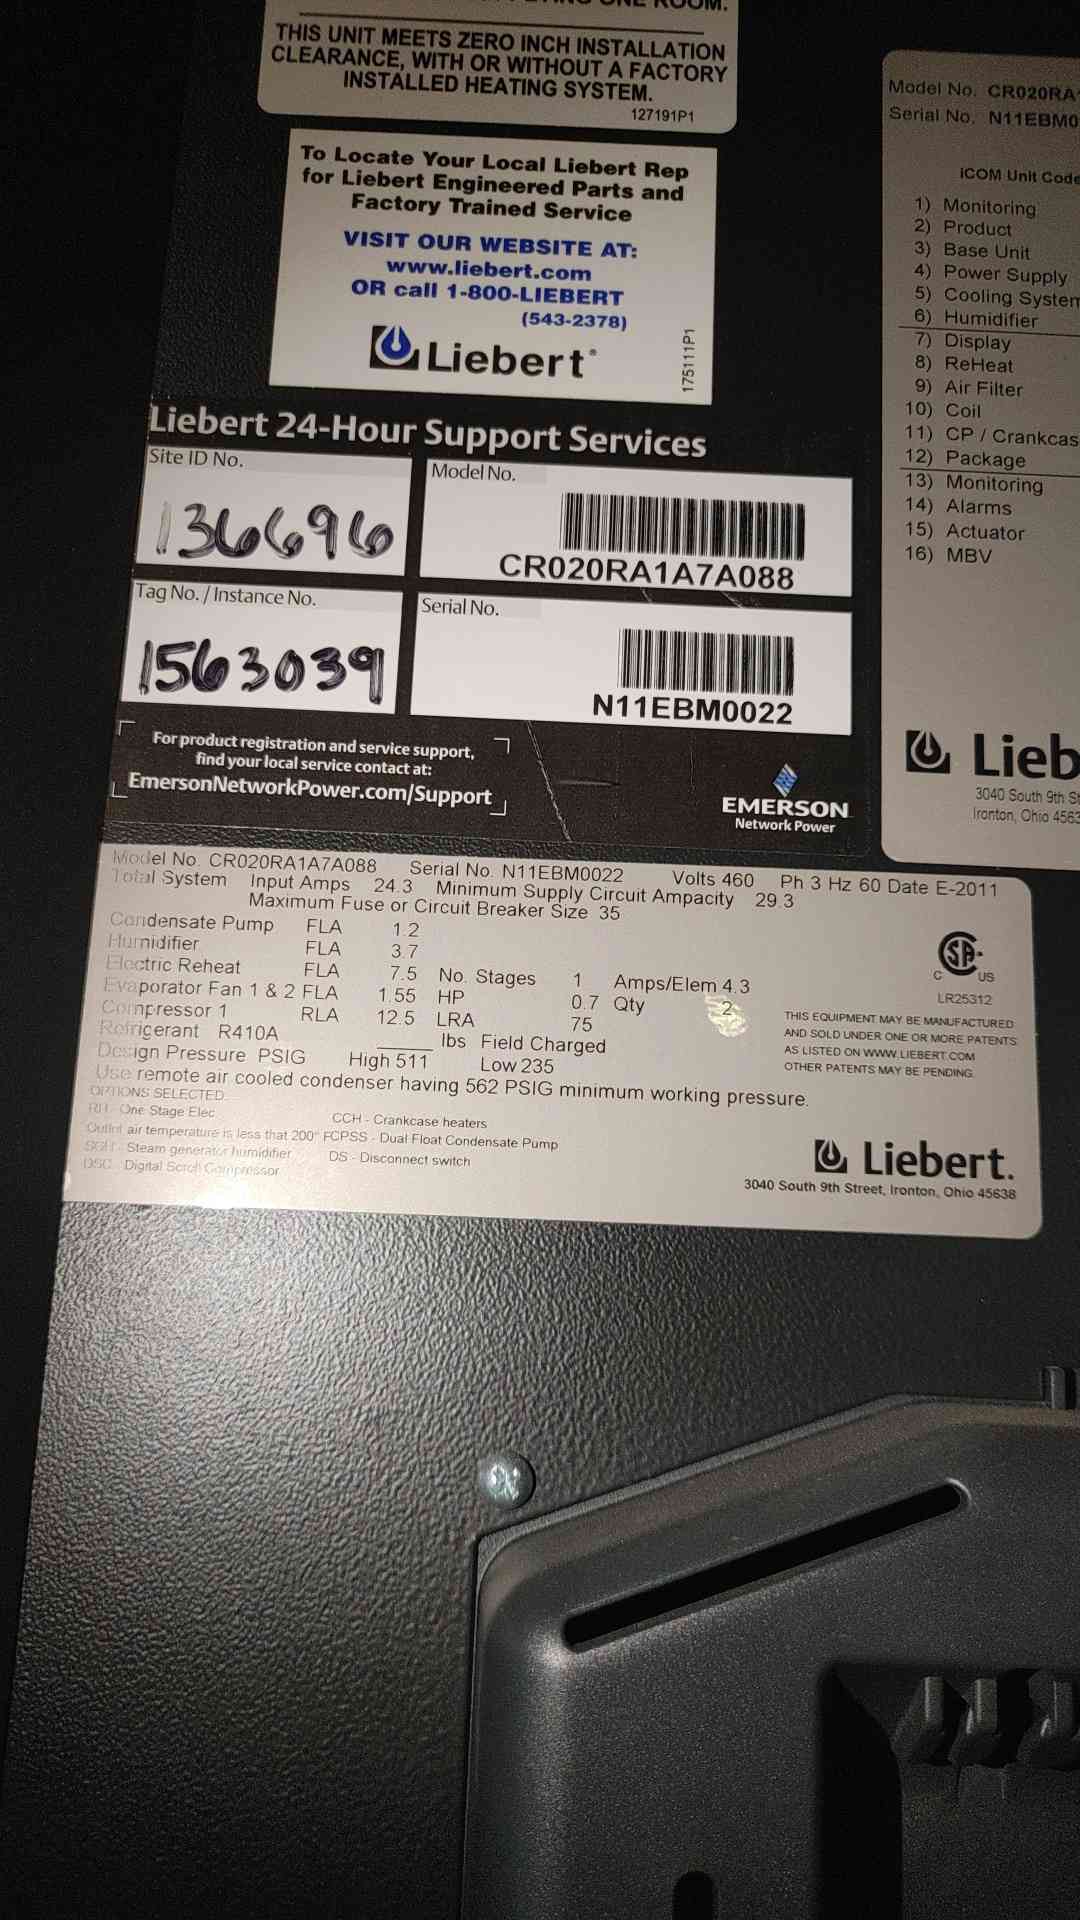 ONE ROOM.
THIS UNIT MEETS ZERO INCH INSTALLATION
CLEARANCE, WITH OR WITHOUT A FACTORY
INSTALLED HEATING SYSTEM.
127191P1
To Locate Your Local Liebert Rep
for Liebert Engineered Parts and
Factory Trained Service
VISIT OUR WEBSITE AT:
www.liebert.com
OR call 1-800-LIEBERT
(543-2378)
Liebert®
175111P1
Liebert 24-Hour Support Services
Site ID No.
136696
Model No.
CR020RA1A7A088
Tag No. / Instance No.
1563039
Serial No.
N11EBM0022
For product registration and service support,
find your local service contact at:
EmersonNetworkPower.com/Support
EMERSON
Network Power
Model No. CR020RA1
Serial No. N11EBM0
iCOM Unit Code
1) Monitoring
2) Product
3) Base Unit
4) Power Supply
5) Cooling System
6) Humidifier
7) Display
8) ReHeat
9) Air Filter
10) Coil
11) CP / Crankcas
12) Package
13) Monitoring
14) Alarms
15) Actuator
16) MBV
Lieb
3040 South 9th St
Ironton, Ohio 4563
Model No. CR020RA1A7A088 Serial No. N11EBM0022 Volts 460 Ph 3 Hz 60 Date E-2011
Total System Input Amps 24.3 Minimum Supply Circuit Ampacity 29.3
Maximum Fuse or Circuit Breaker Size 35
Condensate Pump FLA 1.2
Humidifier FLA 3.7
Electric Reheat FLA 7.5 No. Stages 1 Amps/Elem 4.3
Evaporator Fan 1 & 2 FLA 1.55 HP 0.7 Qty 2
Compressor 1 RLA 12.5 LRA 75
Refrigerant R410A ______ lbs Field Charged
Design Pressure PSIG High 511 Low 235
Use remote air cooled condenser having 562 PSIG minimum working pressure.
OPTIONS SELECTED:
RH - One Stage Elec CCH - Crankcase heaters
Outlet air temperature is less that 200° FCPSS - Dual Float Condensate Pump
SGH - Steam generator humidifier DS - Disconnect switch
DSC - Digital Scroll Compressor
SA
C US
LR25312
THIS EQUIPMENT MAY BE MANUFACTURED
AND SOLD UNDER ONE OR MORE PATENTS
AS LISTED ON WWW.LIEBERT.COM
OTHER PATENTS MAY BE PENDING.
Liebert.
3040 South 9th Street, Ironton, Ohio 45638